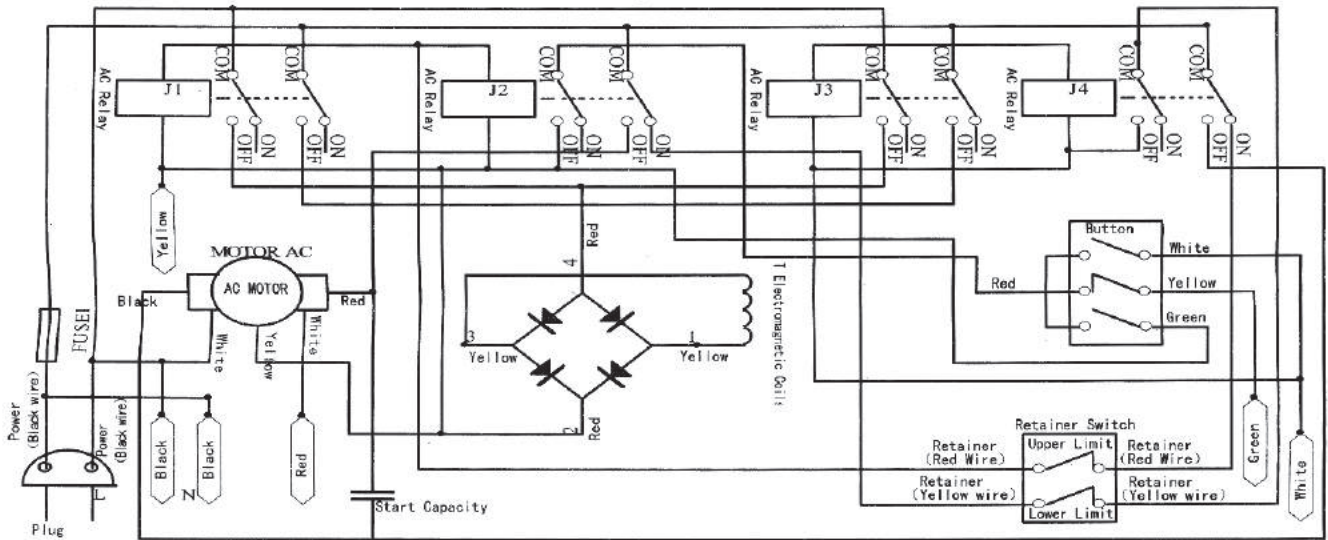 COM
COM
COM
COM
COM
COM
COM
COM
AC Relay
J1
AC Relay
J2
AC Relay
J3
AC Relay
J4
OFF
ON
OFF
ON
OFF
ON
OFF
ON
OFF
ON
OFF
ON
OFF
ON
OFF
ON
Yellow
MOTOR AC
AC MOTOR
Black
Red
White
Yellow
White
FUSE1
Red
4
3
Yellow
1
Yellow
2
Red
T Electromagnetic Coils
Button
White
Red
Yellow
Green
Power
(Black wire)
Power
(Black wire)
L
N
Plug
Black
Black
Red
Start Capacity
Retainer Switch
Upper Limit
Retainer
(Red Wire)
Retainer
(Red Wire)
Retainer
(Yellow wire)
Retainer
(Yellow wire)
Lower Limit
Green
White